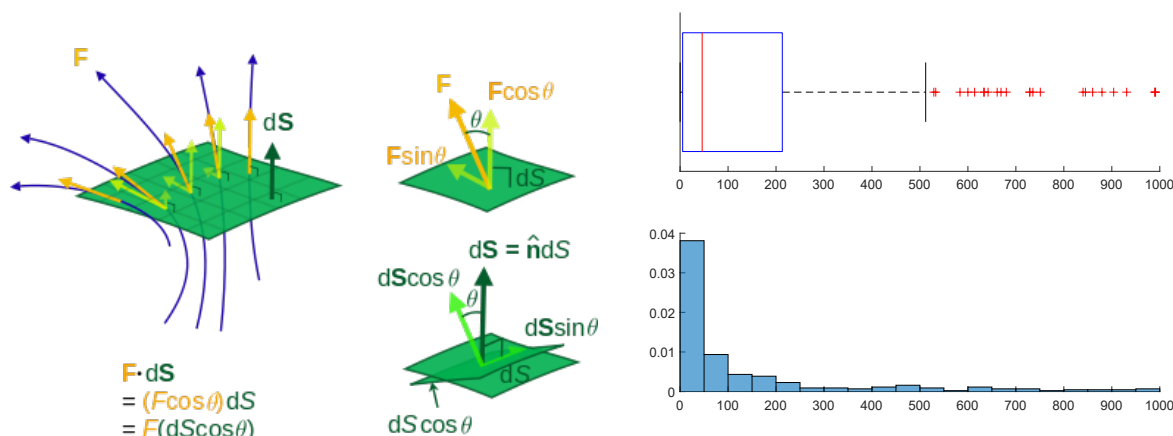 F
dS
F·dS
= (Fcosθ)dS
= F(dScosθ)
F
Fcosθ
θ
Fsinθ
dS
dS = n̂dS
dScosθ
θ
dSsinθ
dS
dScosθ
0 100 200 300 400 500 600 700 800 900 1000
0.04
0.03
0.02
0.01
0
0 100 200 300 400 500 600 700 800 900 1000